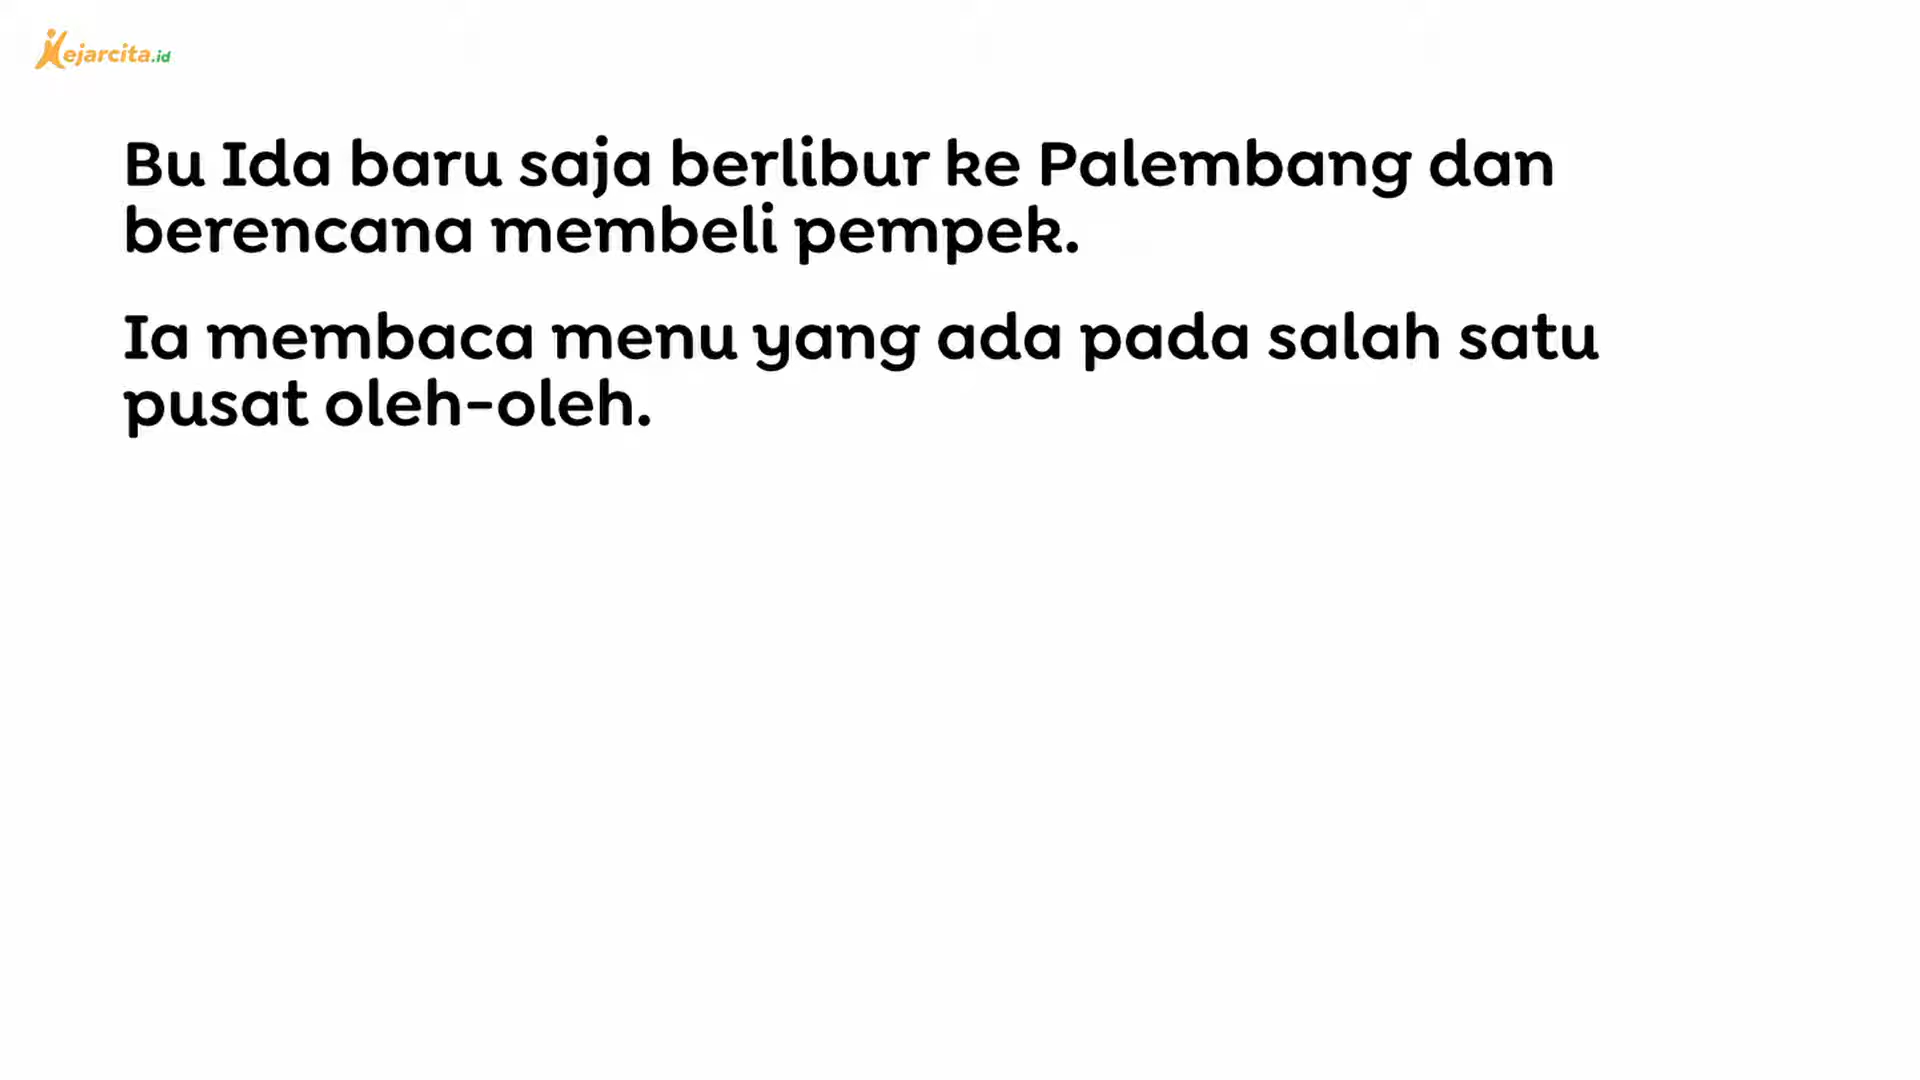 Kejarcita.id
Bu Ida baru saja berlibur ke Palembang dan
berencana membeli pempek.
Ia membaca menu yang ada pada salah satu
pusat oleh-oleh.